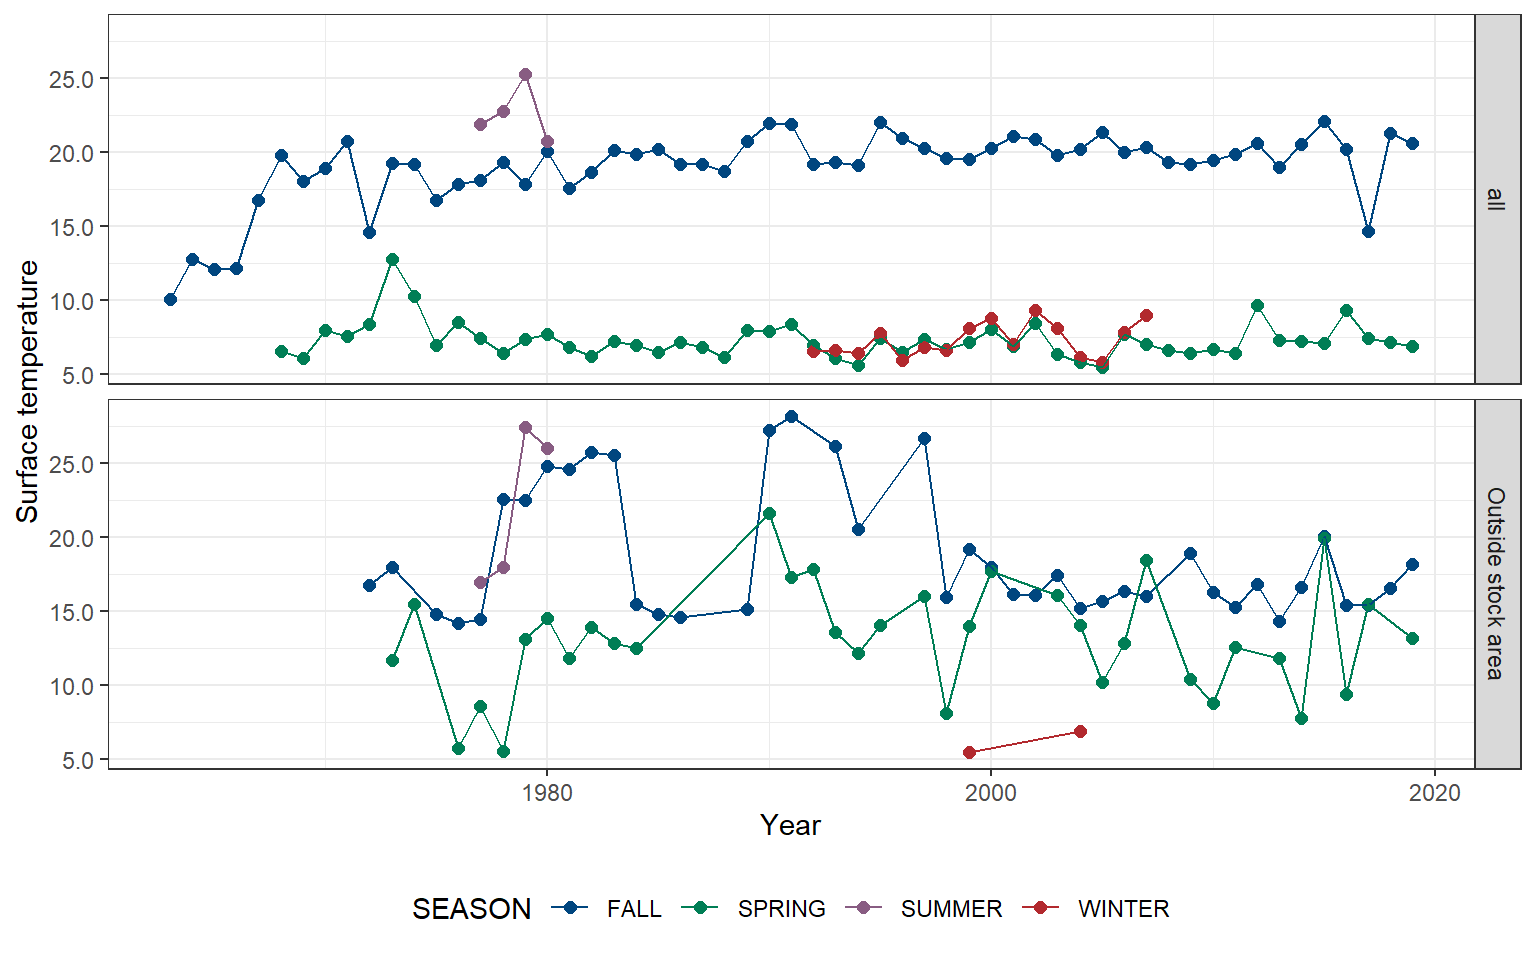 Surface temperature
25.0
20.0
15.0
10.0
5.0
all
25.0
20.0
15.0
10.0
5.0
Outside stock area
1980 2000 2020
Year
SEASON FALL SPRING SUMMER WINTER